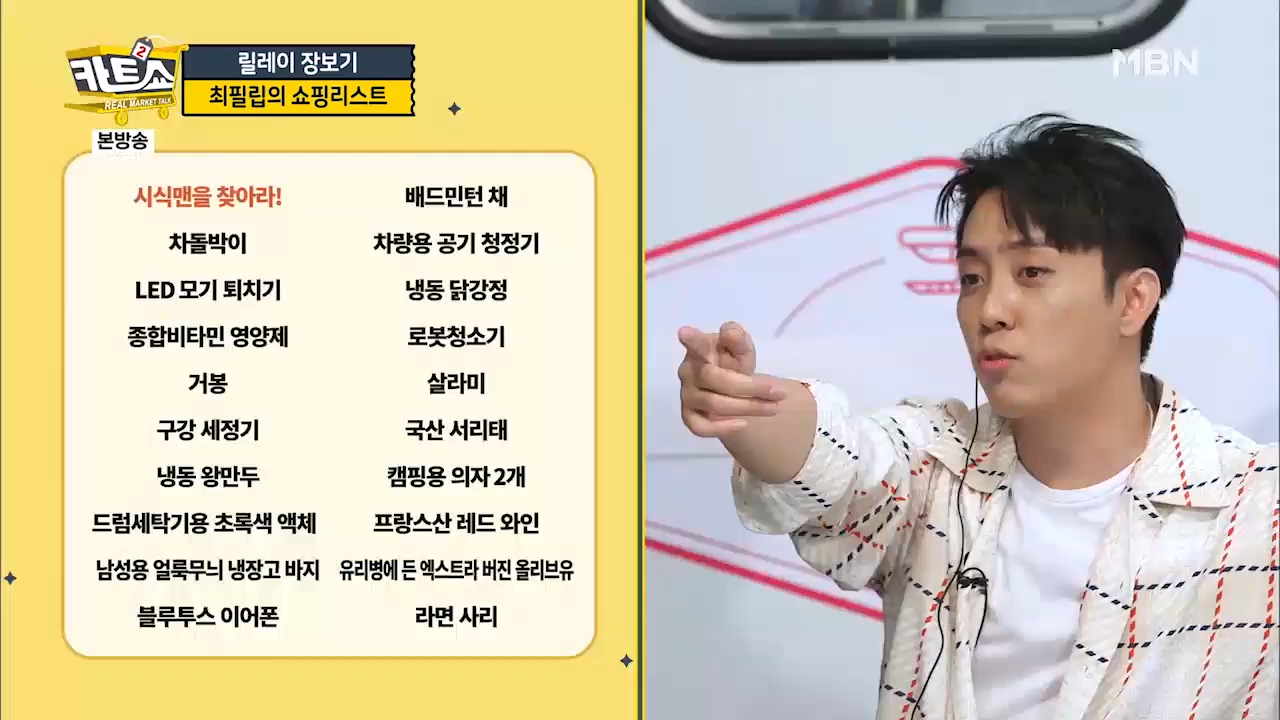 2
카트쇼
REAL MARKET TALK
릴레이 장보기
최필립의 쇼핑리스트
MBN
본방송
시식맨을 찾아라!
차돌박이
LED 모기 퇴치기
종합비타민 영양제
거봉
구강 세정기
냉동 왕만두
드럼세탁기용 초록색 액체
남성용 얼룩무늬 냉장고 바지
블루투스 이어폰
배드민턴 채
차량용 공기 청정기
냉동 닭강정
로봇청소기
살라미
국산 서리태
캠핑용 의자 2개
프랑스산 레드 와인
유리병에 든 엑스트라 버진 올리브유
라면 사리